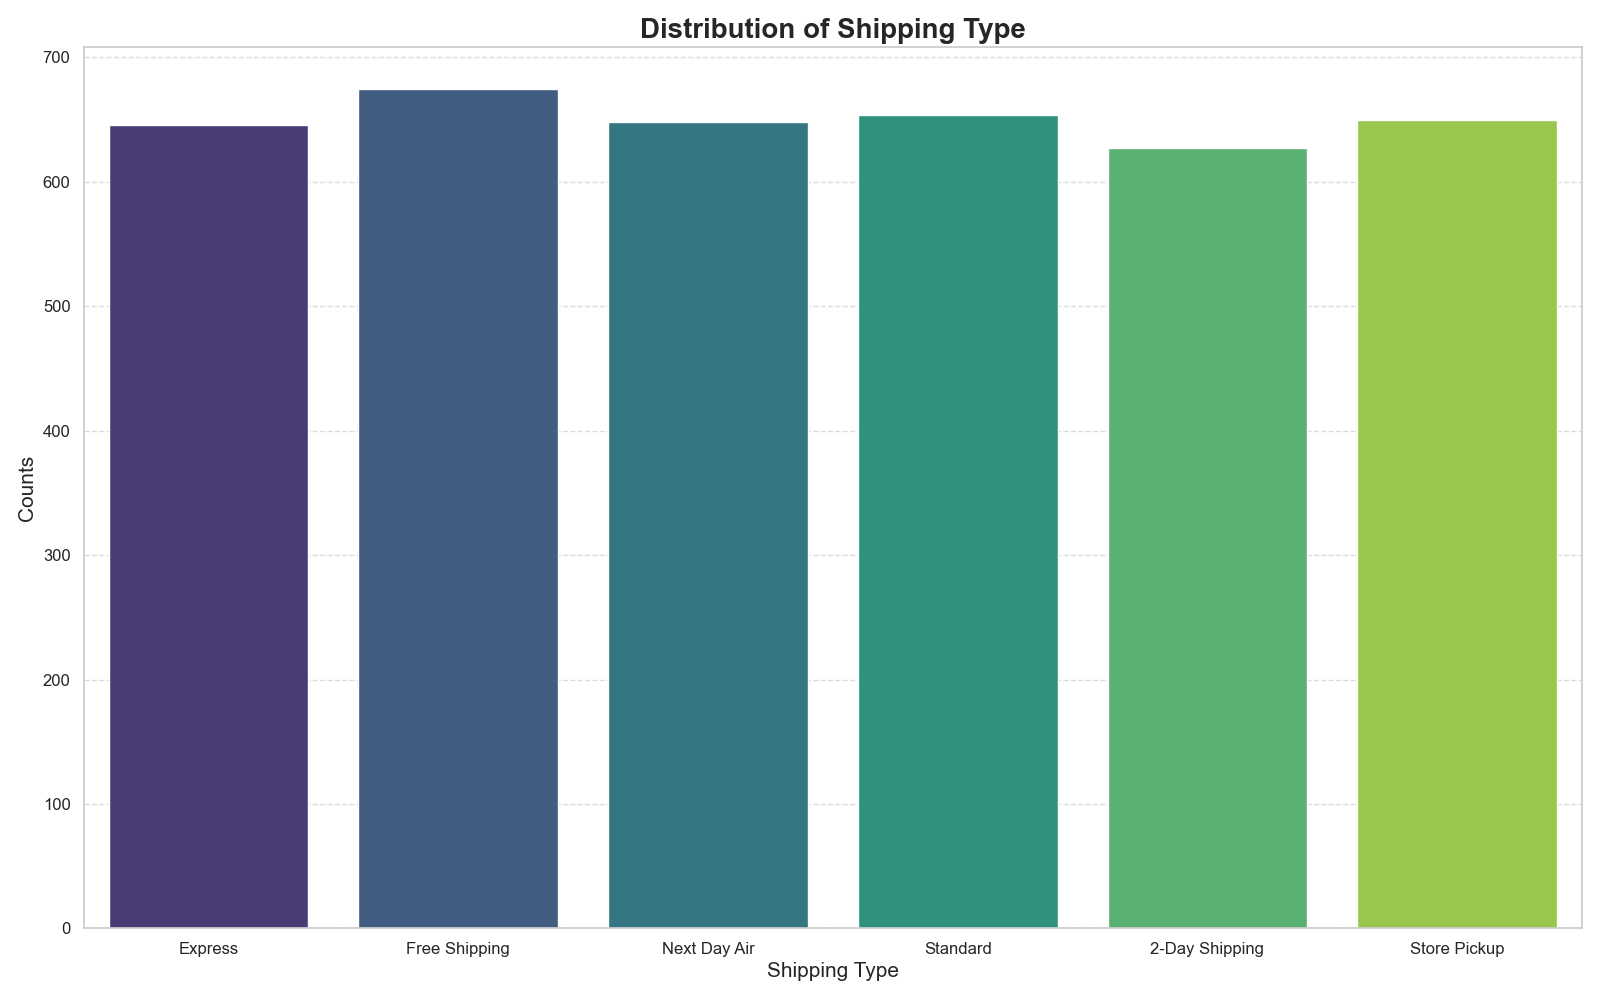 Distribution of Shipping Type
700
600
500
400
300
200
100
0
Counts
Express Free Shipping Next Day Air Standard 2-Day Shipping Store Pickup
Shipping Type